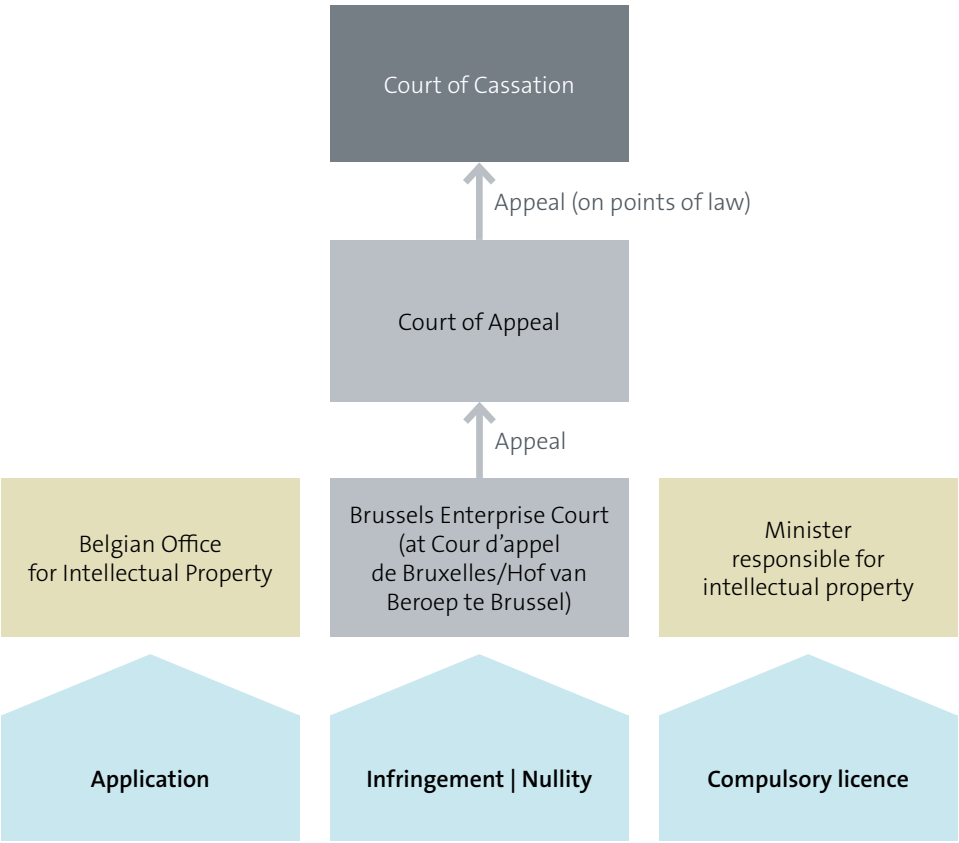 Court of Cassation
Appeal (on points of law)
Court of Appeal
Appeal
Belgian Office
for Intellectual Property
Brussels Enterprise Court
(at Cour d’appel
de Bruxelles/Hof van
Beroep te Brussel)
Minister
responsible for
intellectual property
Application
Infringement | Nullity
Compulsory licence